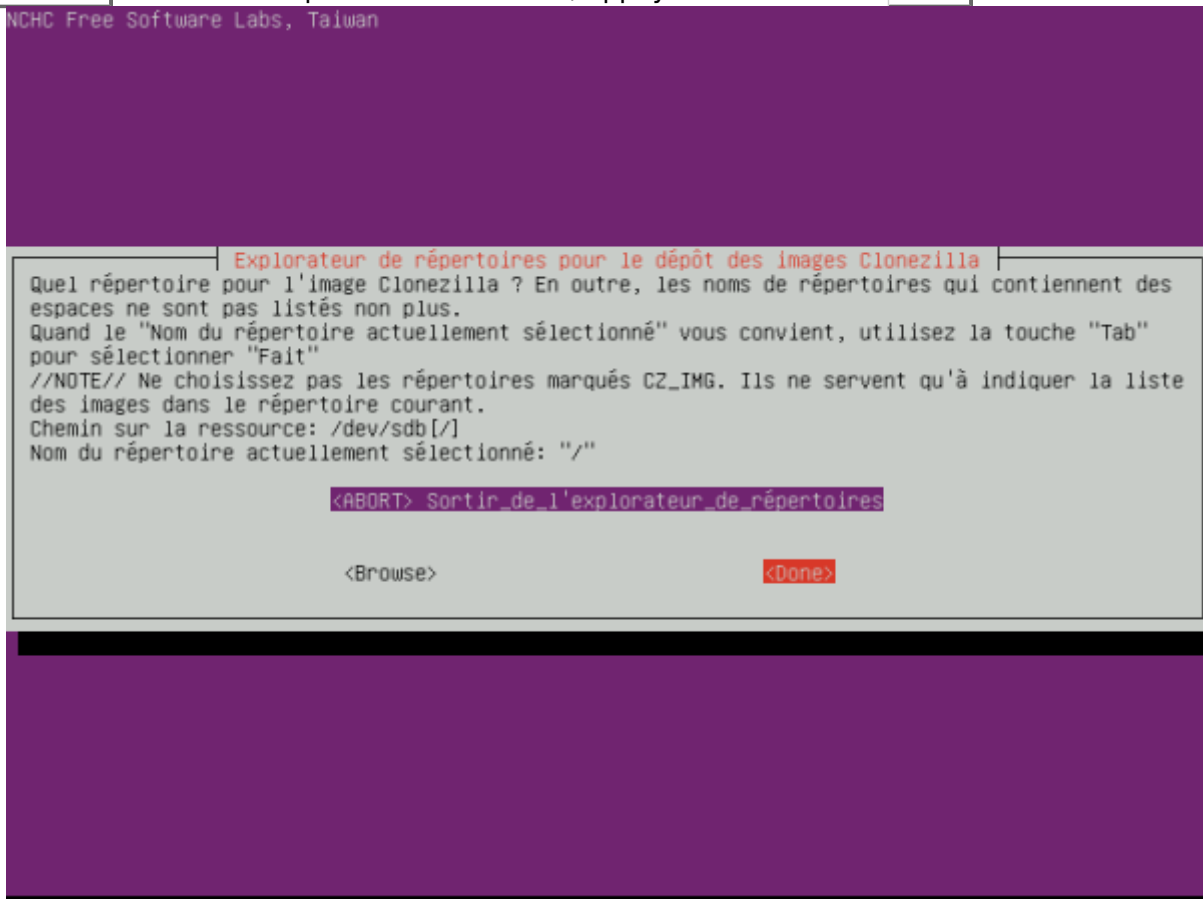 NCHC Free Software Labs, Taiwan
Explorateur de répertoires pour le dépôt des images Clonezilla
Quel répertoire pour l'image Clonezilla ? En outre, les noms de répertoires qui contiennent des
espaces ne sont pas listés non plus.
Quand le "Nom du répertoire actuellement sélectionné" vous convient, utilisez la touche "Tab"
pour sélectionner "Fait"
//NOTE// Ne choisissez pas les répertoires marqués CZ_IMG. Ils ne servent qu'à indiquer la liste
des images dans le répertoire courant.
Chemin sur la ressource: /dev/sdb[/]
Nom du répertoire actuellement sélectionné: "/"
<ABORT> Sortir_de_l'explorateur_de_répertoires
<Browse> <Done>